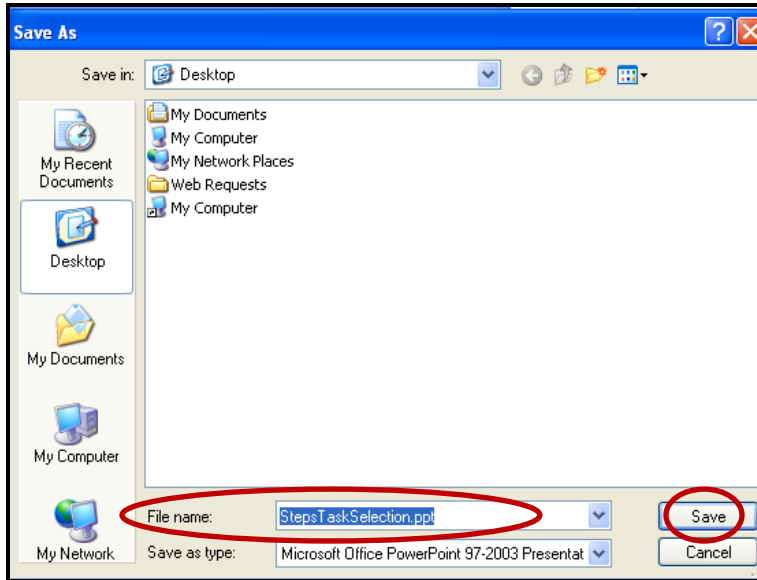 Save As
Save in:
Desktop
My Recent
Documents
Desktop
My Documents
My Computer
My Network
My Documents
My Computer
My Network Places
Web Requests
My Computer
File name:
StepsTaskSelection.ppt
Save
Save as type:
Microsoft Office PowerPoint 97-2003 Presentat
Cancel